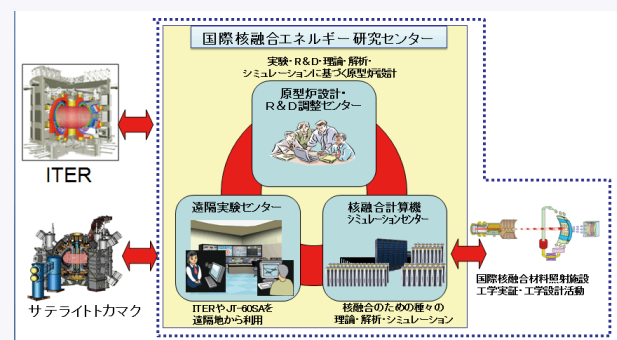 国際核融合エネルギー研究センター
実験・R&D・理論・解析・
シミュレーションに基づく原型炉設計
原型炉設計・
R&D調整センター
ITER
遠隔実験センター
核融合計算機
シミュレーションセンター
サテライトトカマク
ITERやJT-60SAを
遠隔地から利用
核融合のための種々の
理論・解析・シミュレーション
国際核融合材料照射施設
工学実証・工学設計活動